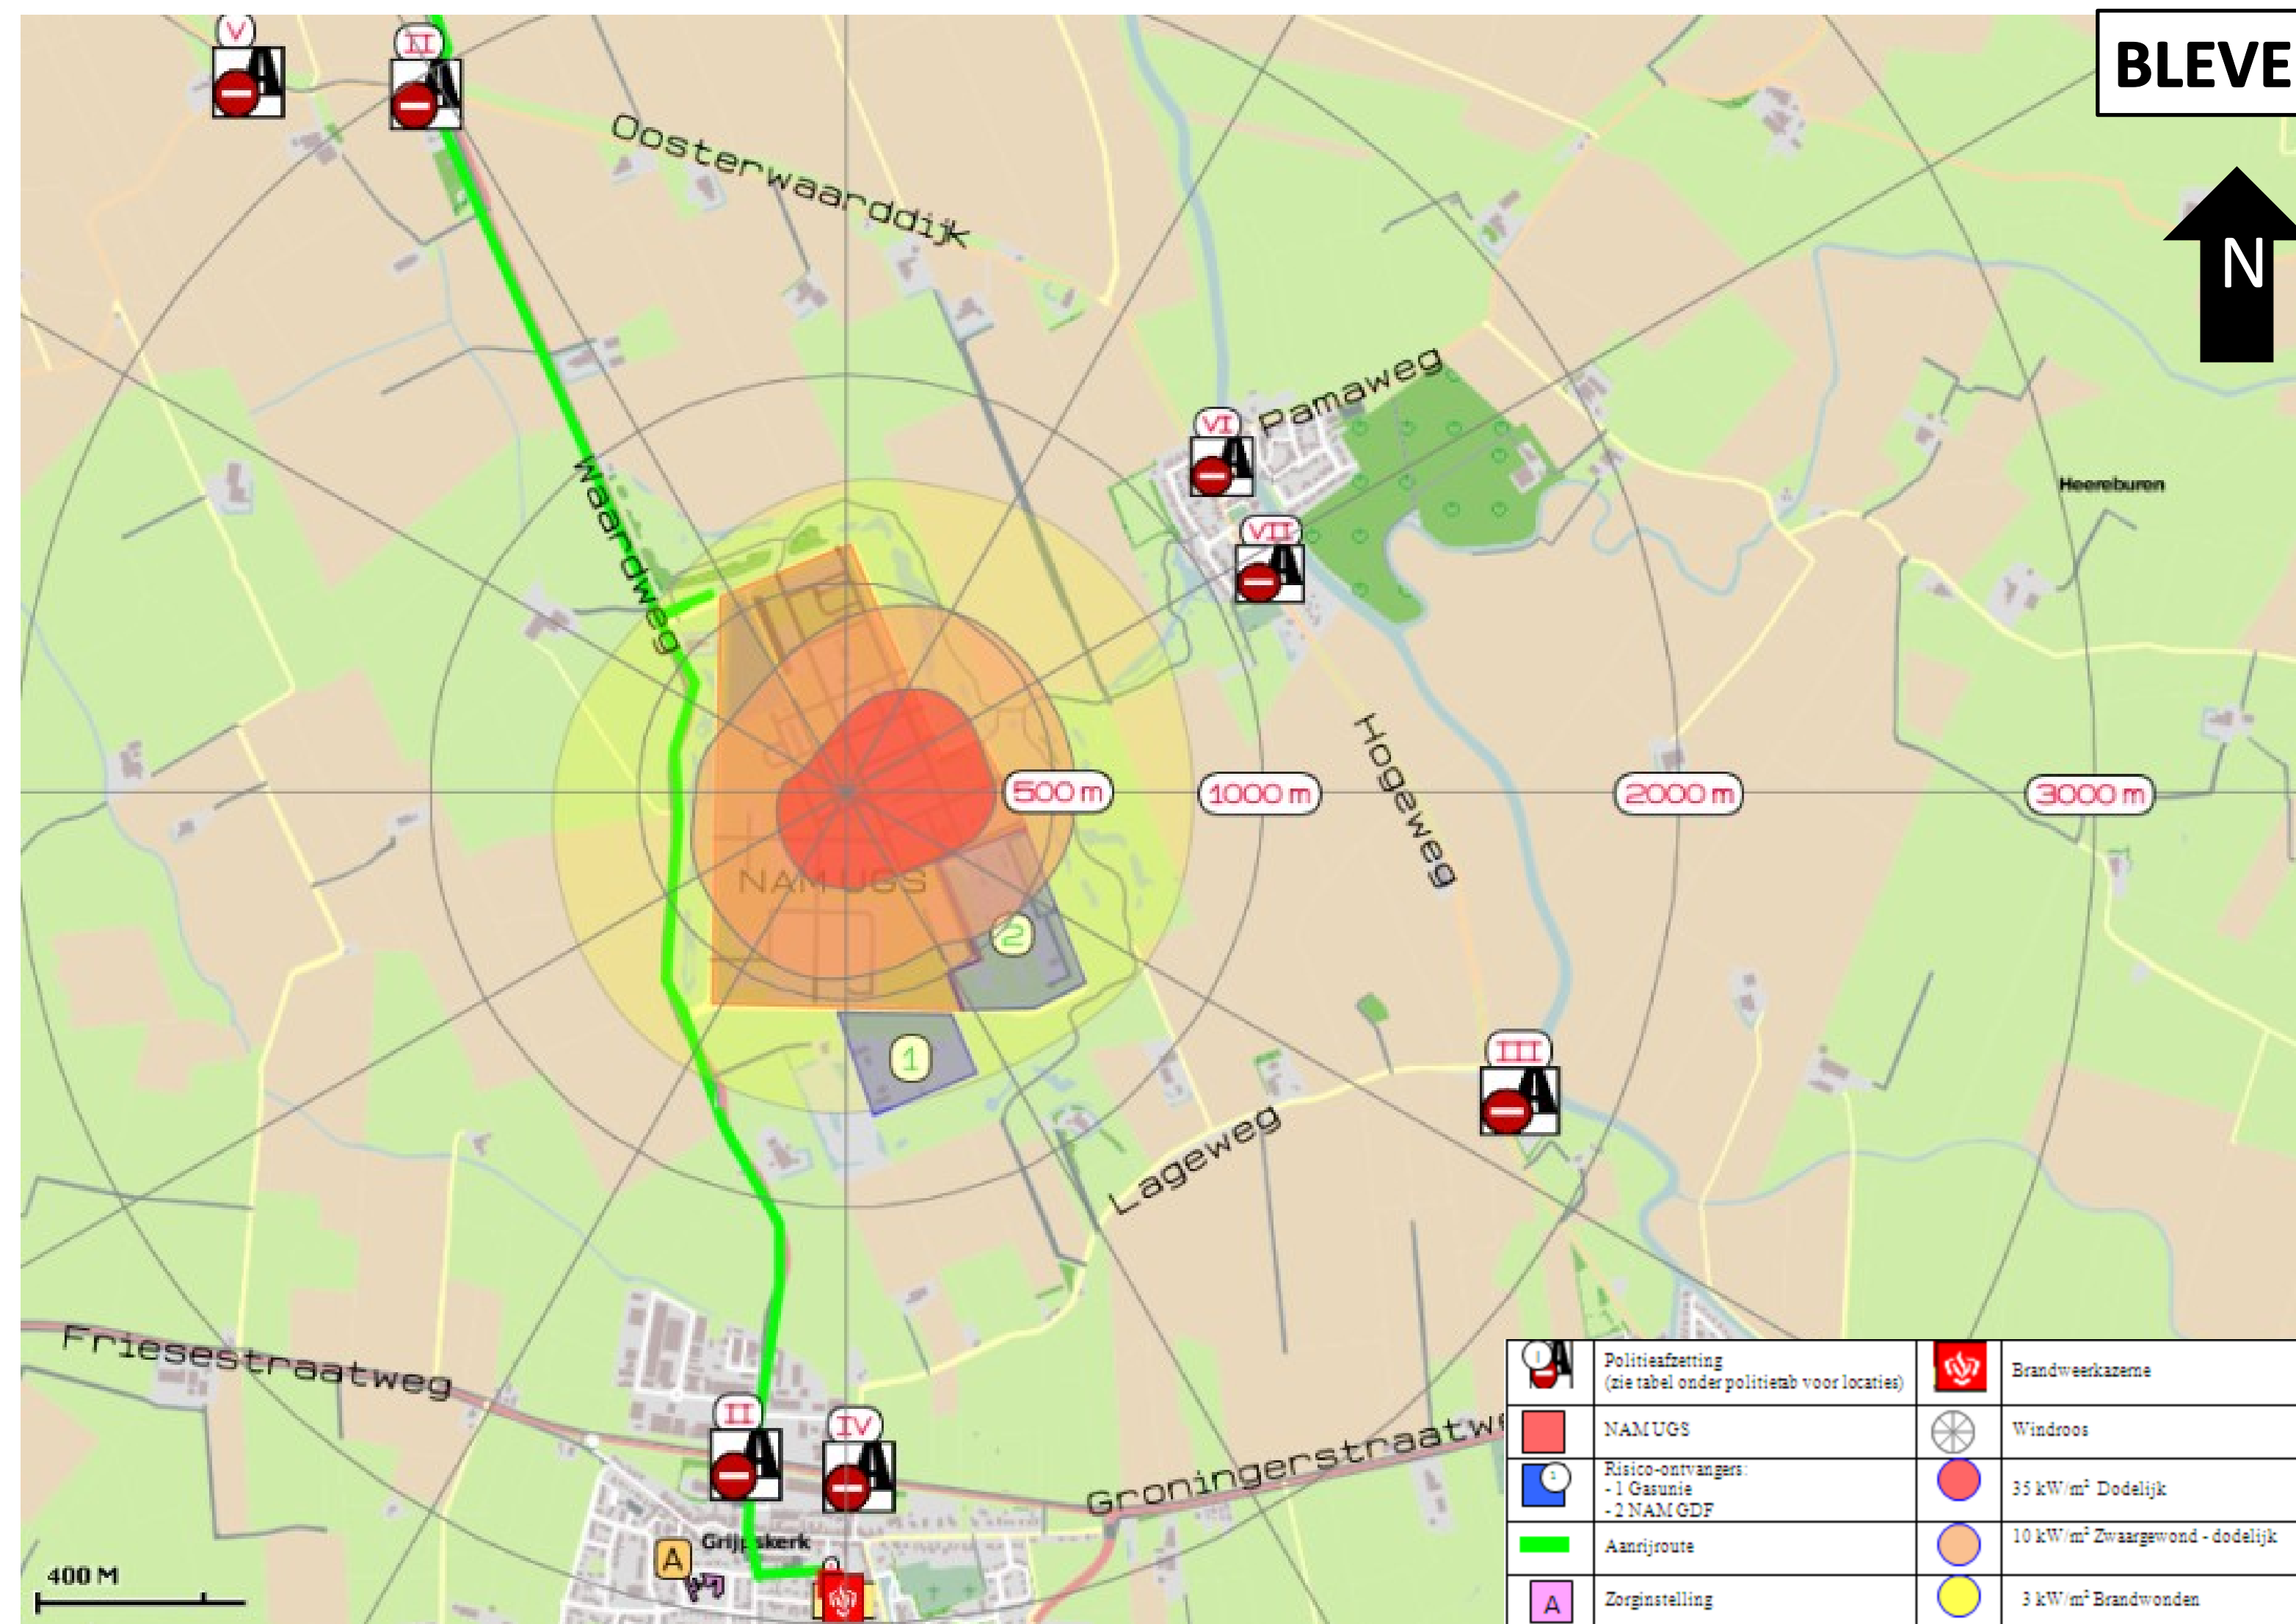 BLEVE
N
V
II
Oosterwaarddijk
Pamaweg
VI
VII
Heereburen
Waardweg
Hogeweg
500 m
1000 m
2000 m
3000 m
NAM UGS
2
1
III
Lageweg
Friesestraatweg
II
IV
Groningerstraatwe
Grijpskerk
A
400 M
Politieafzetting
(zie tabel onder politietab voor locaties)
Brandweerkazerne
NAM UGS
Windroos
Risico-ontvangers:
- 1 Gasunie
- 2 NAM GDF
35 kW/m² Dodelijk
Aanrijroute
10 kW/m² Zwaargewond - dodelijk
A
Zorginstelling
3 kW/m² Brandwonden